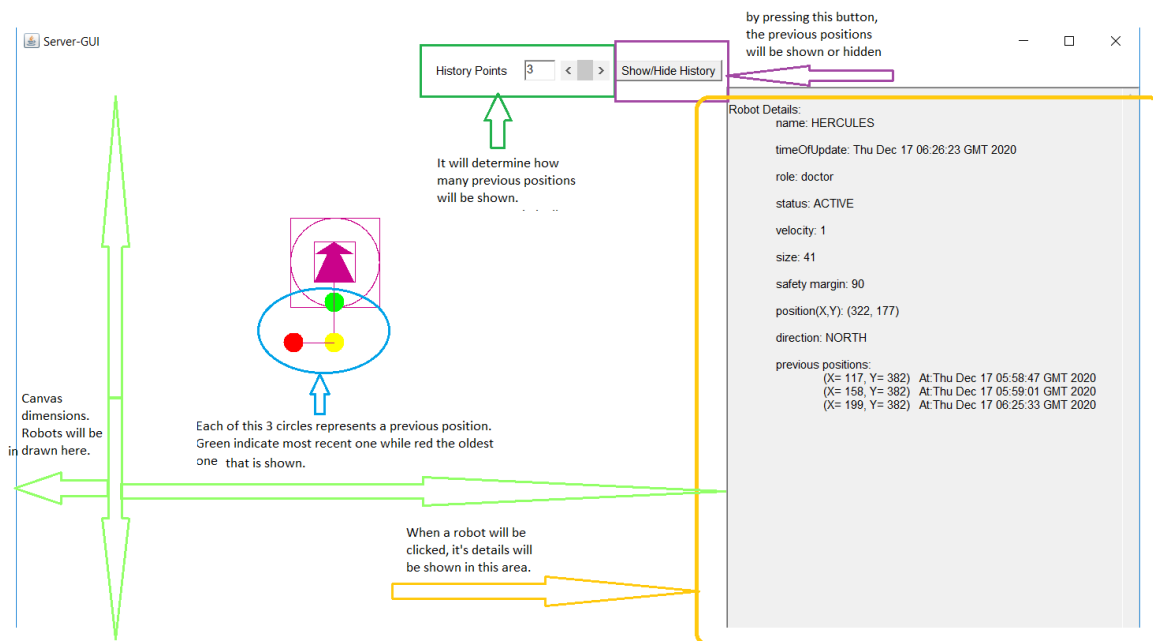 by pressing this button,
the previous positions
will be shown or hidden
Server-GUI
History Points 3 < > Show/Hide History
It will determine how
many previous positions
will be shown.
Robot Details:
name: HERCULES
timeOfUpdate: Thu Dec 17 06:26:23 GMT 2020
role: doctor
status: ACTIVE
velocity: 1
size: 41
safety margin: 90
position(X,Y): (322, 177)
direction: NORTH
previous positions:
(X= 117, Y= 382) At:Thu Dec 17 05:58:47 GMT 2020
(X= 158, Y= 382) At:Thu Dec 17 05:59:01 GMT 2020
(X= 199, Y= 382) At:Thu Dec 17 06:25:33 GMT 2020
Canvas
dimensions.
Robots will be
in drawn here.
Each of this 3 circles represents a previous position.
Green indicate most recent one while red the oldest
one that is shown.
When a robot will be
clicked, it's details will
be shown in this area.